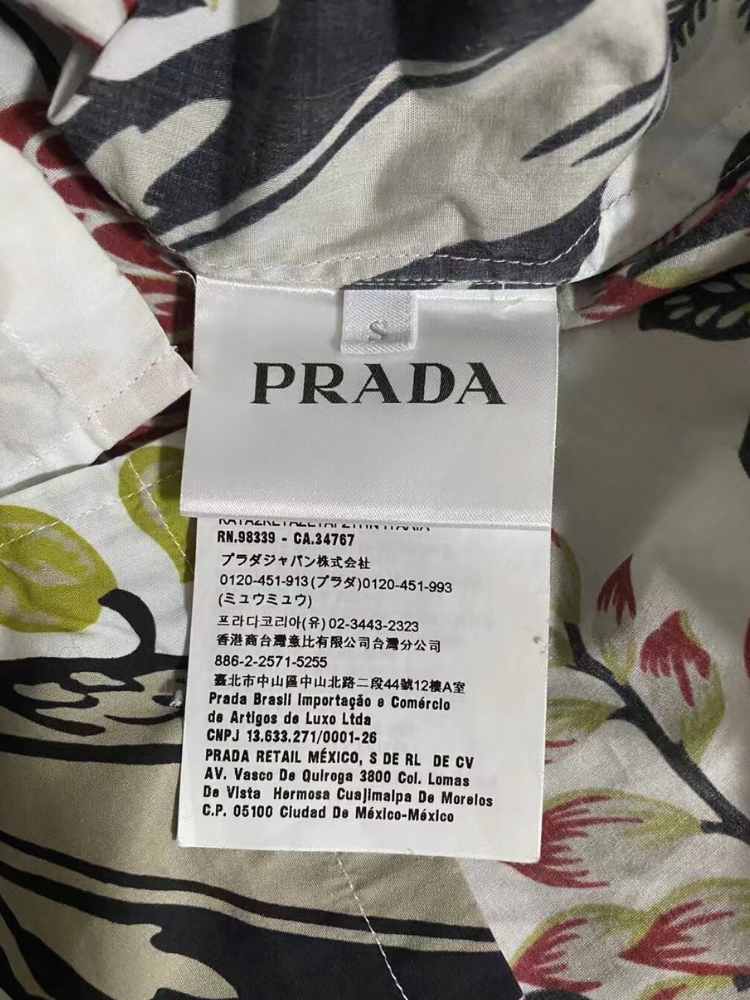 S
PRADA
RN.98339 - CA.34767
プラダジャパン株式会社
0120-451-913(プラダ)0120-451-993
(ミュウミュウ)
프라다코리아(유) 02-3443-2323
香港商台灣意比有限公司台灣分公司
886-2-2571-5255
臺北市中山區中山北路二段44號12樓A室
Prada Brasil Importação e Comércio
de Artigos de Luxo Ltda
CNPJ 13.633.271/0001-26
PRADA RETAIL MÉXICO, S DE RL DE CV
AV. Vasco De Quiroga 3800 Col. Lomas
De Vista Hermosa Cuajimalpa De Morelos
C.P. 05100 Ciudad De México-México